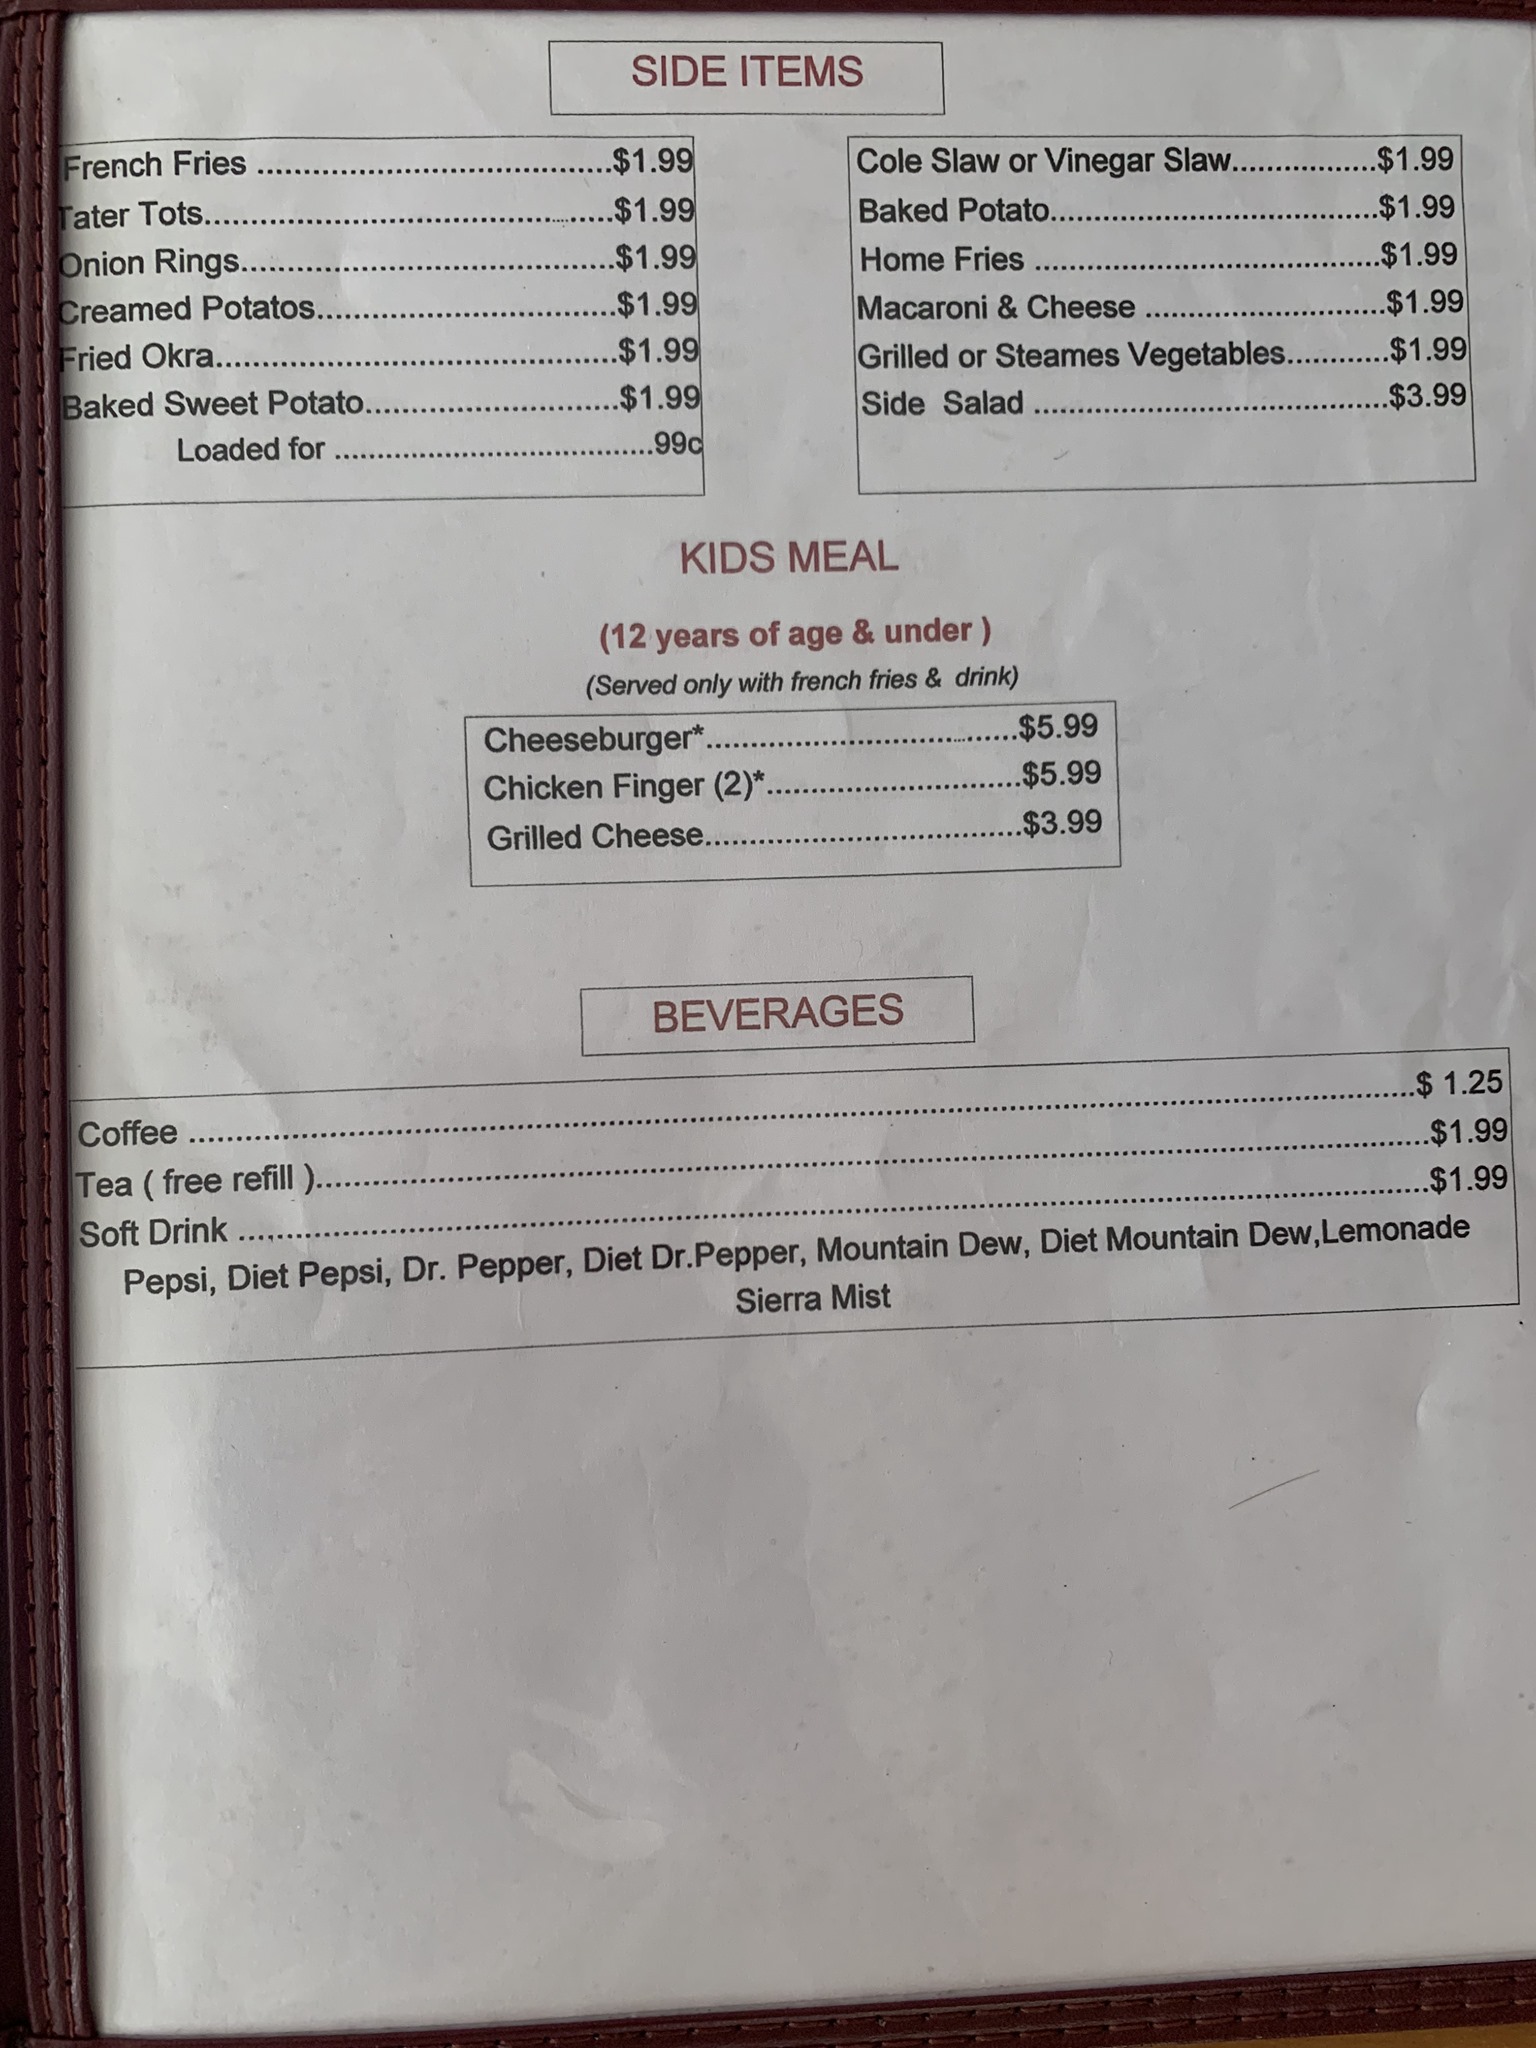 SIDE ITEMS
French Fries ........................................$1.99
Tater Tots..............................................$1.99
Onion Rings..........................................$1.99
Creamed Potatos..................................$1.99
Fried Okra.............................................$1.99
Baked Sweet Potato.............................$1.99
Loaded for ....................................99c
Cole Slaw or Vinegar Slaw................$1.99
Baked Potato.....................................$1.99
Home Fries .......................................$1.99
Macaroni & Cheese ...........................$1.99
Grilled or Steames Vegetables............$1.99
Side Salad ........................................$3.99
KIDS MEAL
(12 years of age & under )
(Served only with french fries & drink)
Cheeseburger*...................................$5.99
Chicken Finger (2)*.............................$5.99
Grilled Cheese....................................$3.99
BEVERAGES
Coffee ..........................................................................................$ 1.25
Tea ( free refill )..............................................................................$1.99
Soft Drink ......................................................................................$1.99
Pepsi, Diet Pepsi, Dr. Pepper, Diet Dr.Pepper, Mountain Dew, Diet Mountain Dew,Lemonade
Sierra Mist